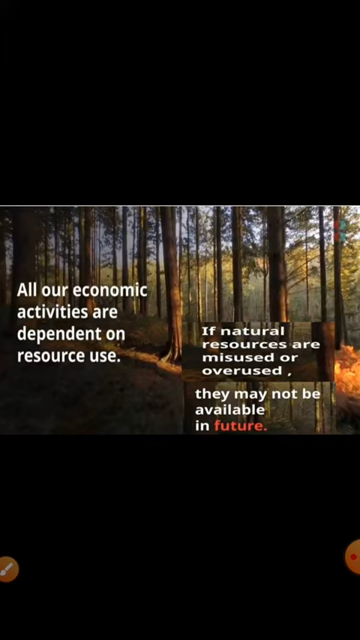 All our economic
activities are
dependent on
resource use.
If natural
resources are
misused or
overused ,
they may not be
available
in future.